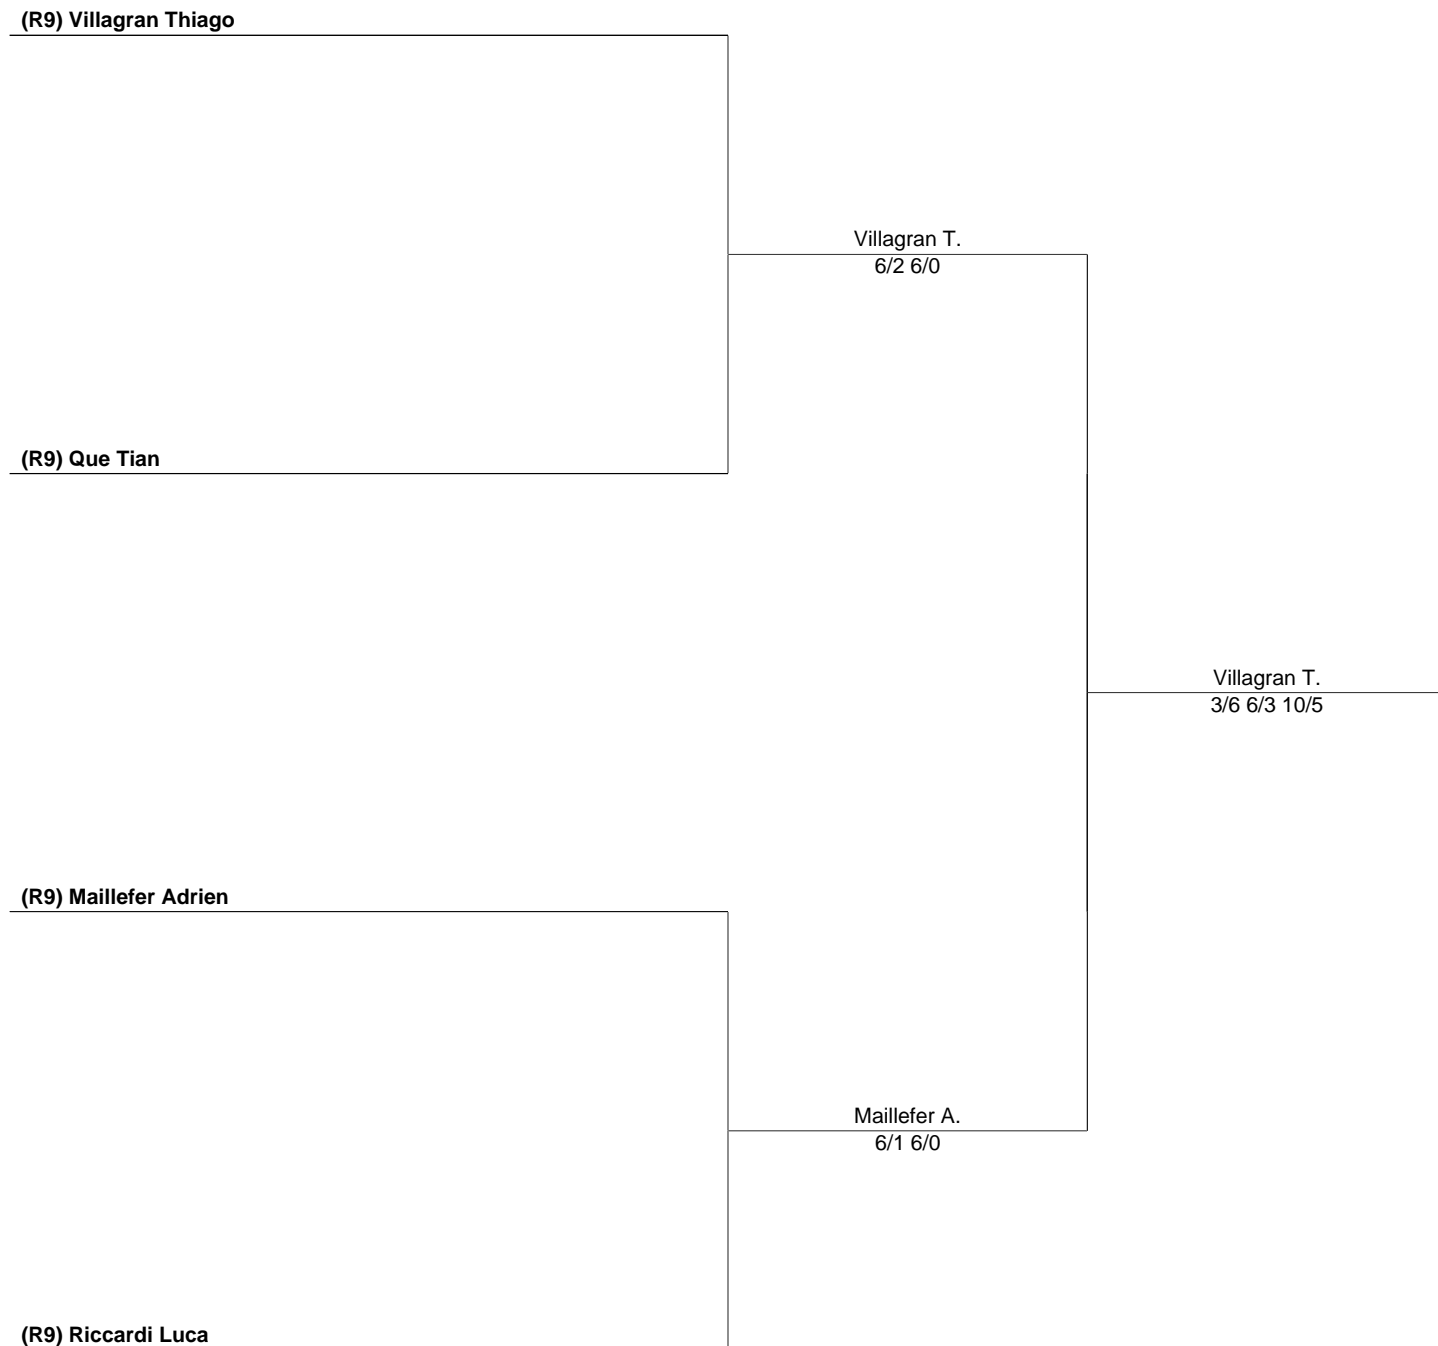 (R9) Villagran Thiago
Villagran T.
6/2 6/0
(R9) Que Tian
Villagran T.
3/6 6/3 10/5
(R9) Maillefer Adrien
Maillefer A.
6/1 6/0
(R9) Riccardi Luca